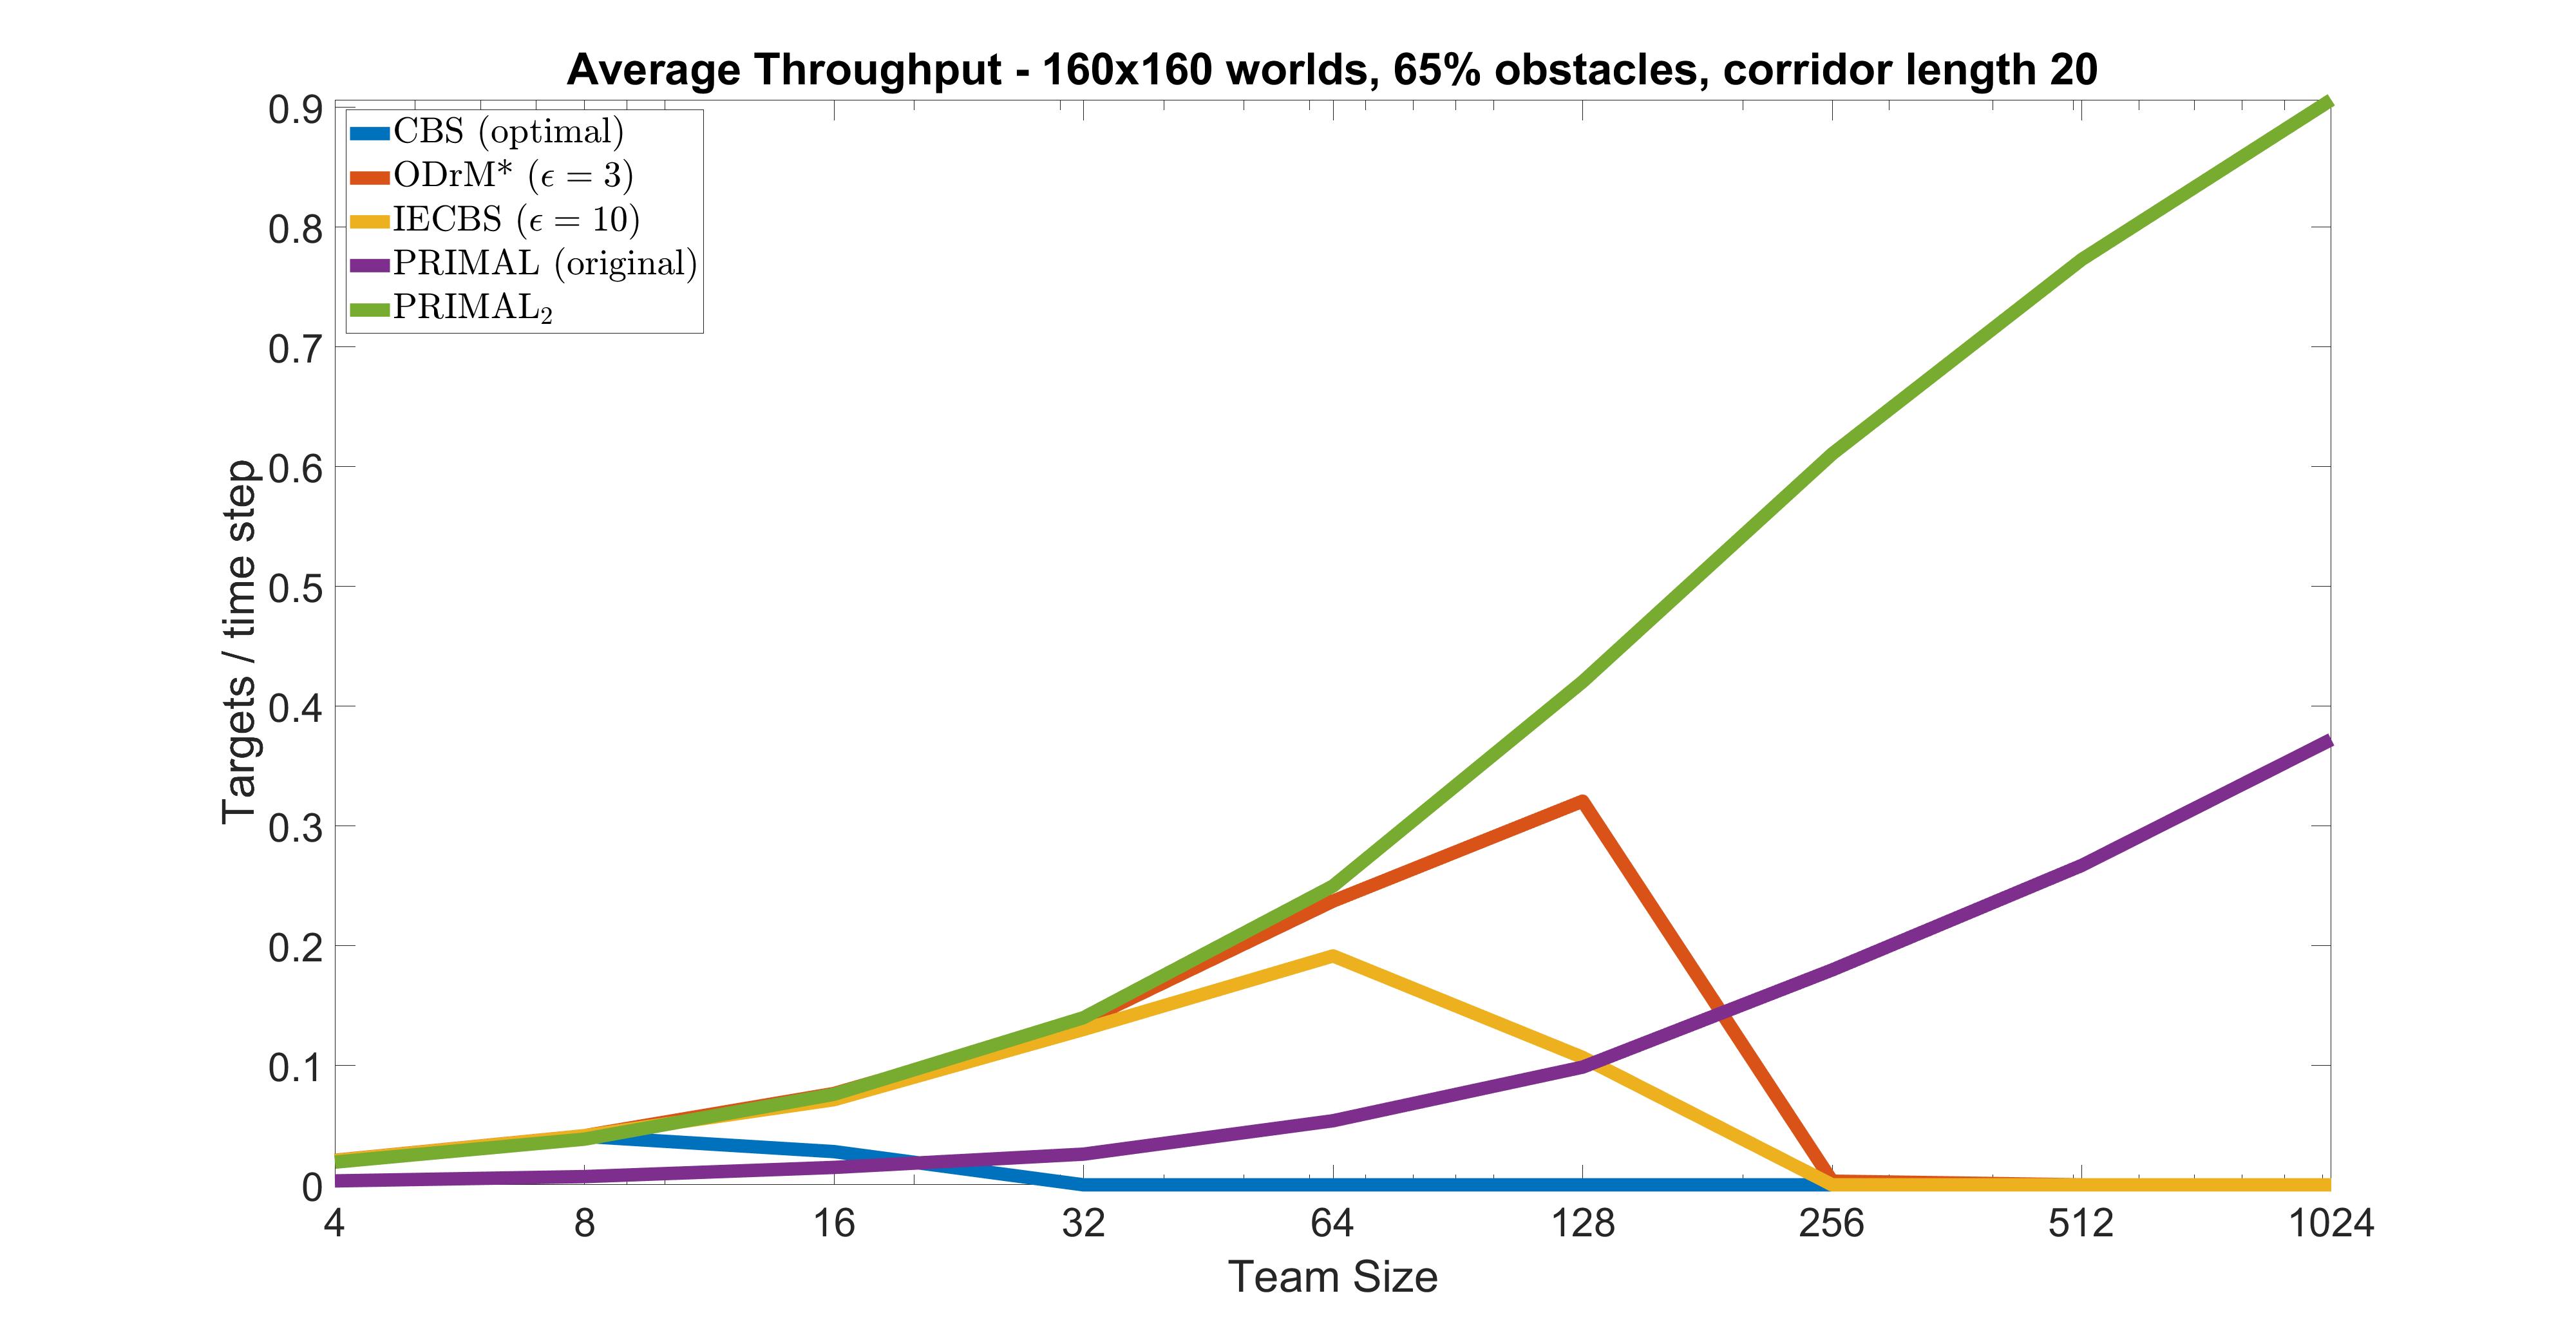 Average Throughput - 160x160 worlds, 65% obstacles, corridor length 20
0.9
0.8
0.7
0.6
0.5
0.4
0.3
0.2
0.1
0
CBS (optimal)
ODrM* (ϵ = 3)
IECBS (ϵ = 10)
PRIMAL (original)
PRIMAL₂
Targets / time step
4 8 16 32 64 128 256 512 1024
Team Size